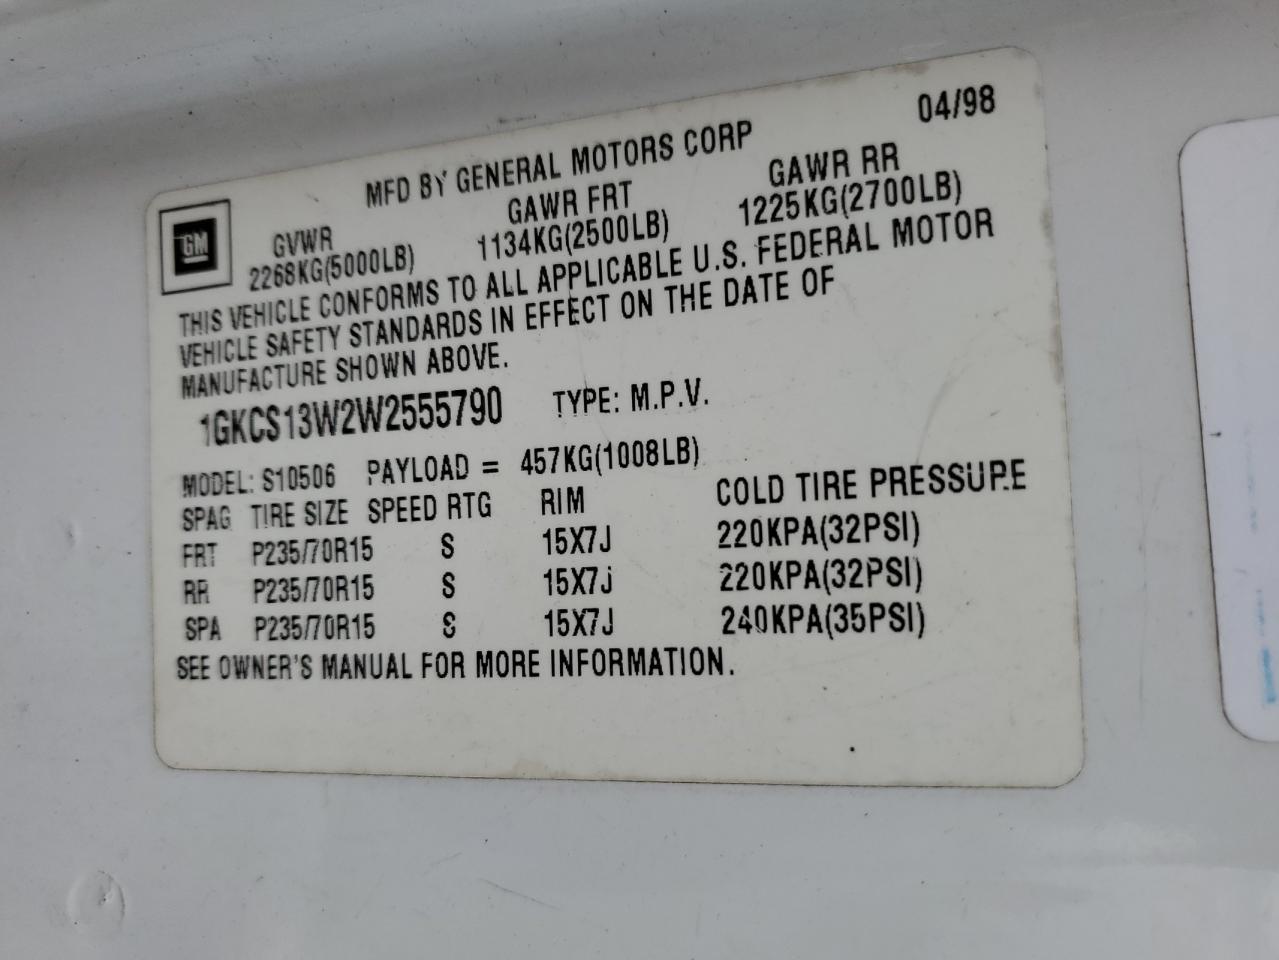 04/98
MFD BY GENERAL MOTORS CORP
GM
GVWR GAWR FRT GAWR RR
2268KG(5000LB) 1134KG(2500LB) 1225KG(2700LB)
THIS VEHICLE CONFORMS TO ALL APPLICABLE U.S. FEDERAL MOTOR
VEHICLE SAFETY STANDARDS IN EFFECT ON THE DATE OF
MANUFACTURE SHOWN ABOVE.
1GKCS13W2W2555790 TYPE: M.P.V.
MODEL: S10506 PAYLOAD = 457KG(1008LB)
SPAG TIRE SIZE SPEED RTG RIM COLD TIRE PRESSURE
FRT P235/70R15 S 15X7J 220KPA(32PSI)
RR P235/70R15 S 15X7J 220KPA(32PSI)
SPA P235/70R15 S 15X7J 240KPA(35PSI)
SEE OWNER'S MANUAL FOR MORE INFORMATION.